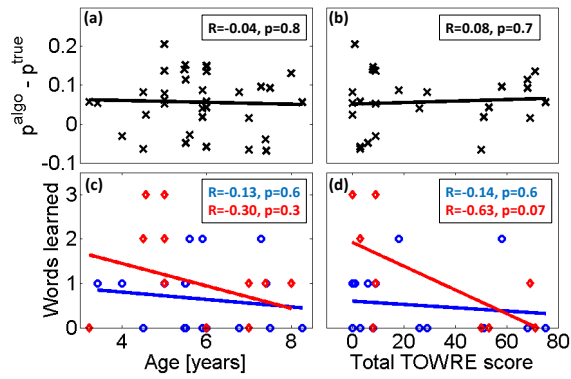 (a)
R=-0.04, p=0.8
(b)
R=0.08, p=0.7
p^algo - p^true
0.2
0.1
0
-0.1
(c)
R=-0.13, p=0.6
R=-0.30, p=0.3
(d)
R=-0.14, p=0.6
R=-0.63, p=0.07
Words learned
3
2
1
0
4 6 8
0 20 40 60 80
Age [years]
Total TOWRE score